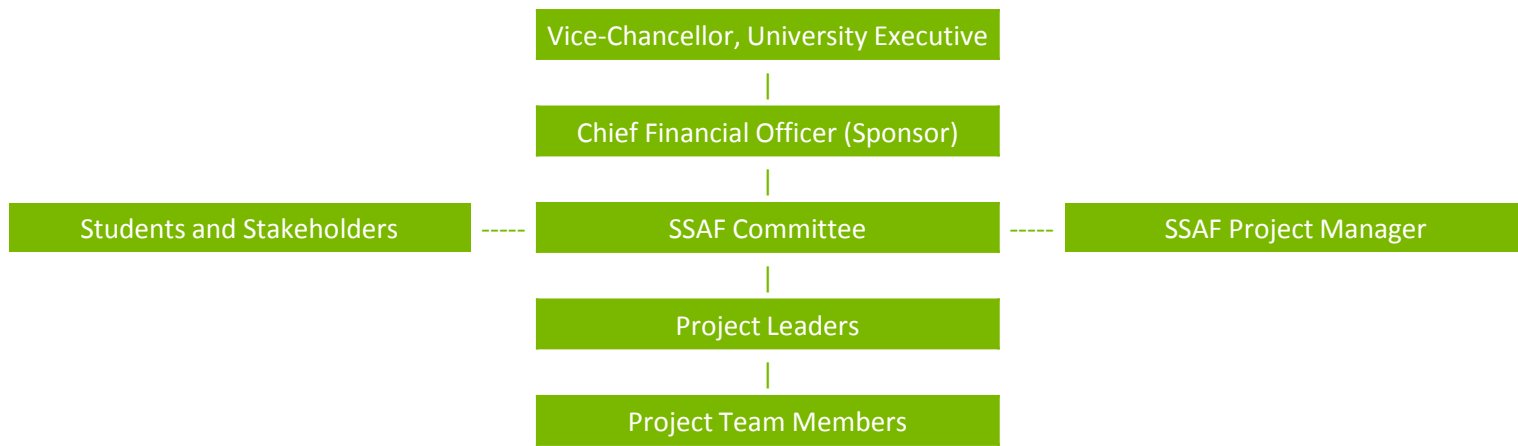 Vice-Chancellor, University Executive
|
Chief Financial Officer (Sponsor)
|
Students and Stakeholders ----- SSAF Committee ----- SSAF Project Manager
|
Project Leaders
|
Project Team Members